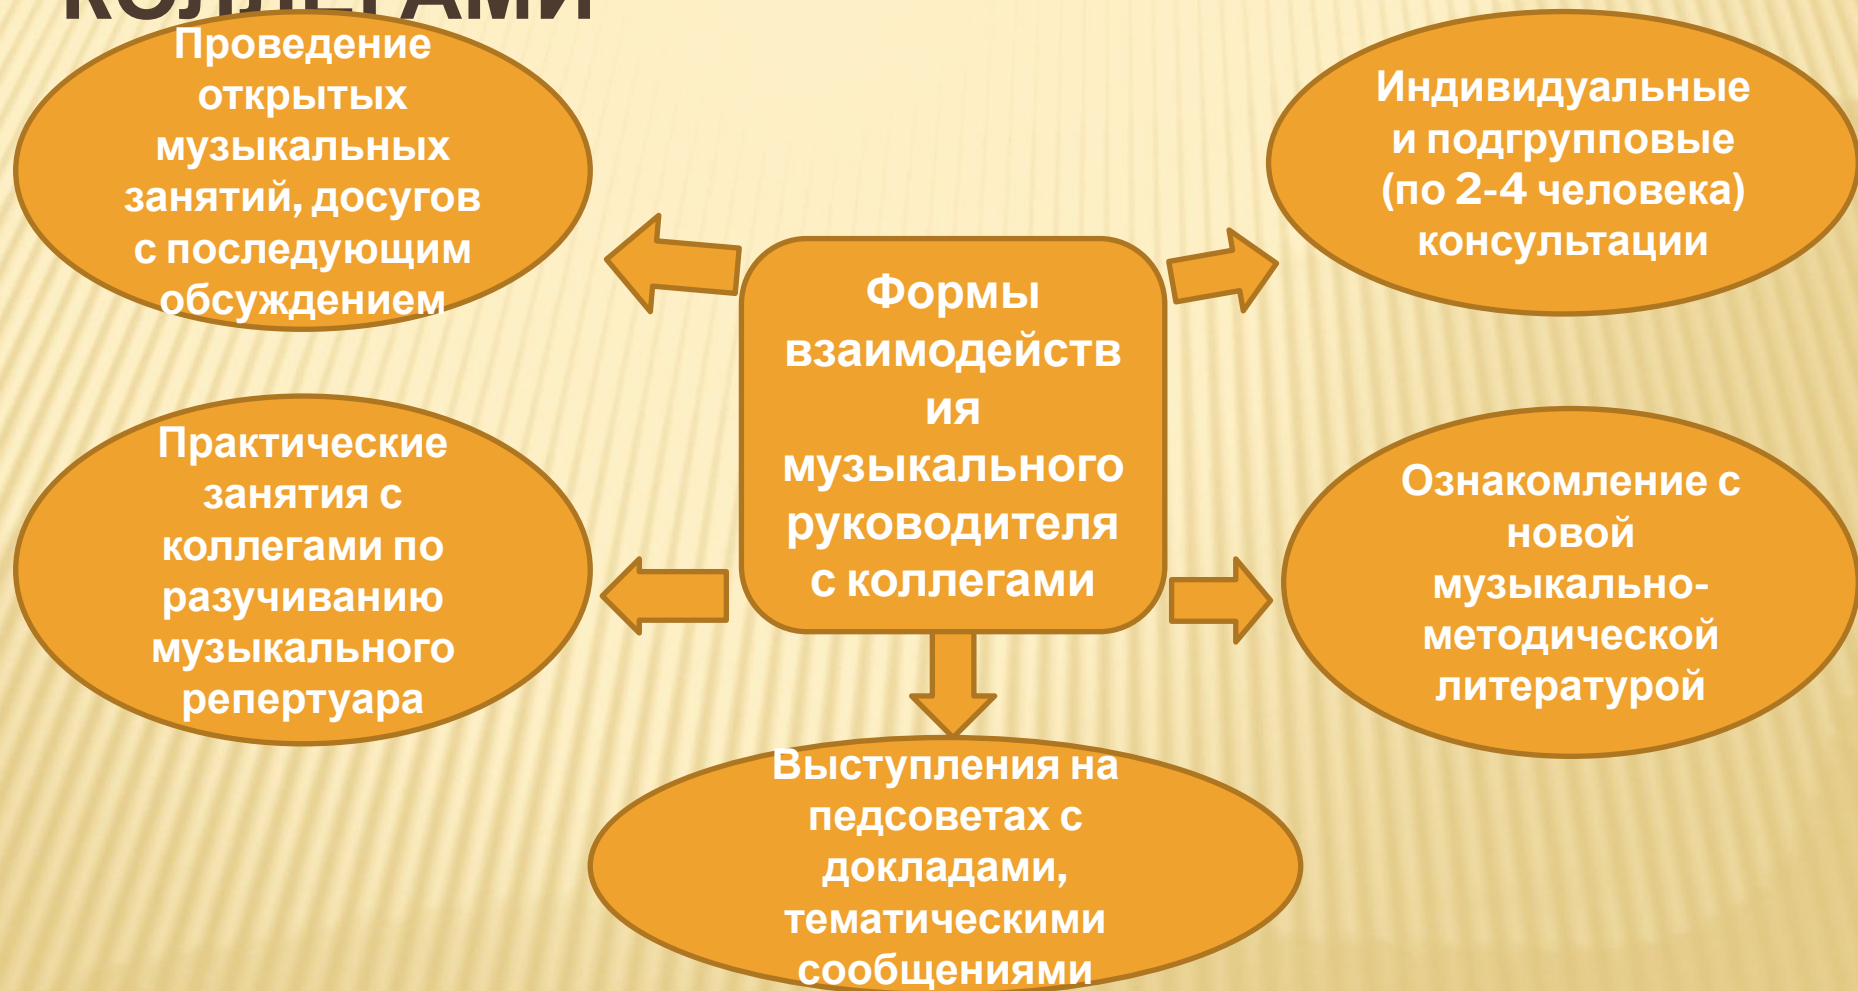 КОЛЛЕГАМИ
Проведение
открытых
музыкальных
занятий, досугов
с последующим
обсуждением
Индивидуальные
и подгрупповые
(по 2-4 человека)
консультации
Формы
взаимодейств
ия
музыкального
руководителя
с коллегами
Практические
занятия с
коллегами по
разучиванию
музыкального
репертуара
Ознакомление с
новой
музыкально-
методической
литературой
Выступления на
педсоветах с
докладами,
тематическими
сообщениями